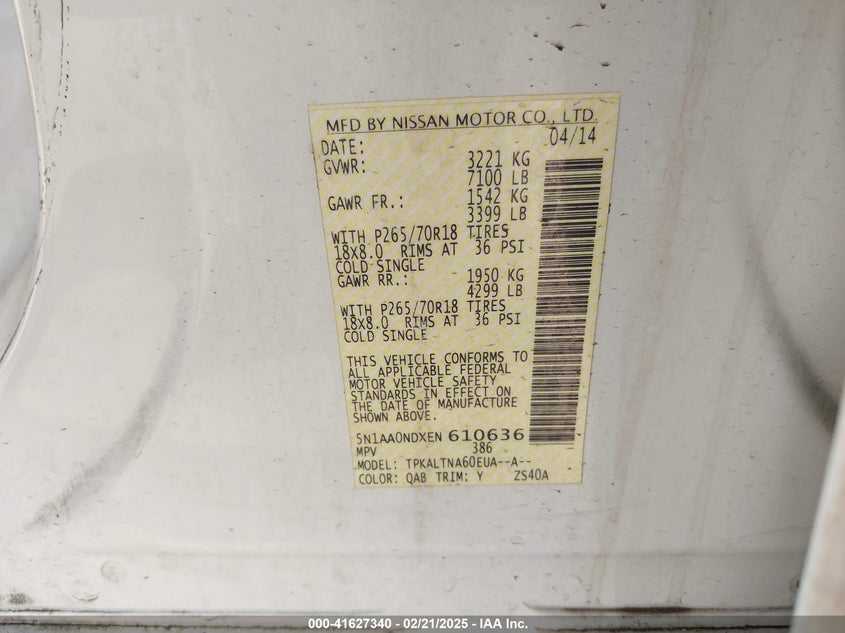 MFD BY NISSAN MOTOR CO., LTD.
DATE: 04/14
GVWR: 3221 KG
7100 LB
GAWR FR.: 1542 KG
3399 LB
WITH P265/70R18 TIRES
18x8.0 RIMS AT 36 PSI
COLD SINGLE
GAWR RR.: 1950 KG
4299 LB
WITH P265/70R18 TIRES
18x8.0 RIMS AT 36 PSI
COLD SINGLE
THIS VEHICLE CONFORMS TO
ALL APPLICABLE FEDERAL
MOTOR VEHICLE SAFETY
STANDARDS IN EFFECT ON
THE DATE OF MANUFACTURE
SHOWN ABOVE.
5N1AA0NDXEN 610636
MPV 386
MODEL: TPKALTNA60EUA--A--
COLOR: QAB TRIM: Y ZS40A
000-41627340 - 02/21/2025 - IAA Inc.